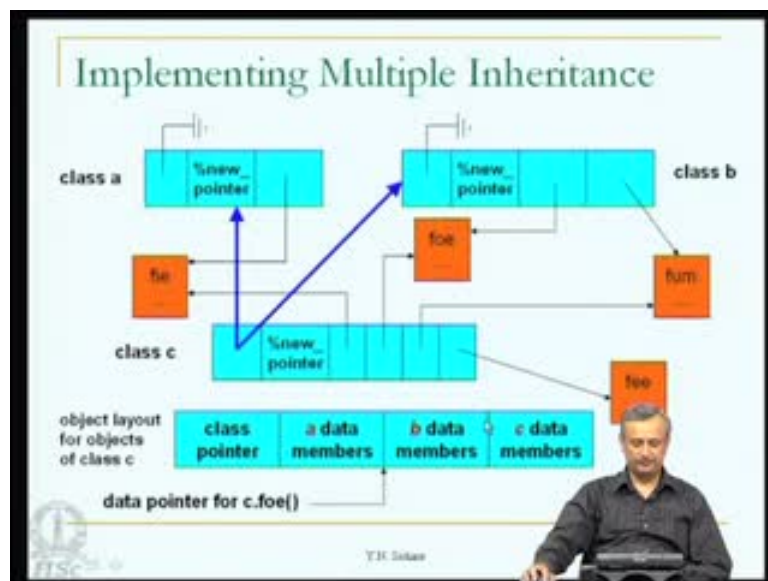 Implementing Multiple Inheritance
class a
%new_
pointer
%new_
pointer
class b
fie
foe
fum
class c
%new_
pointer
fee
object layout
for objects
of class c
class
pointer
a data
members
b data
members
c data
members
data pointer for c.foe()
IISc